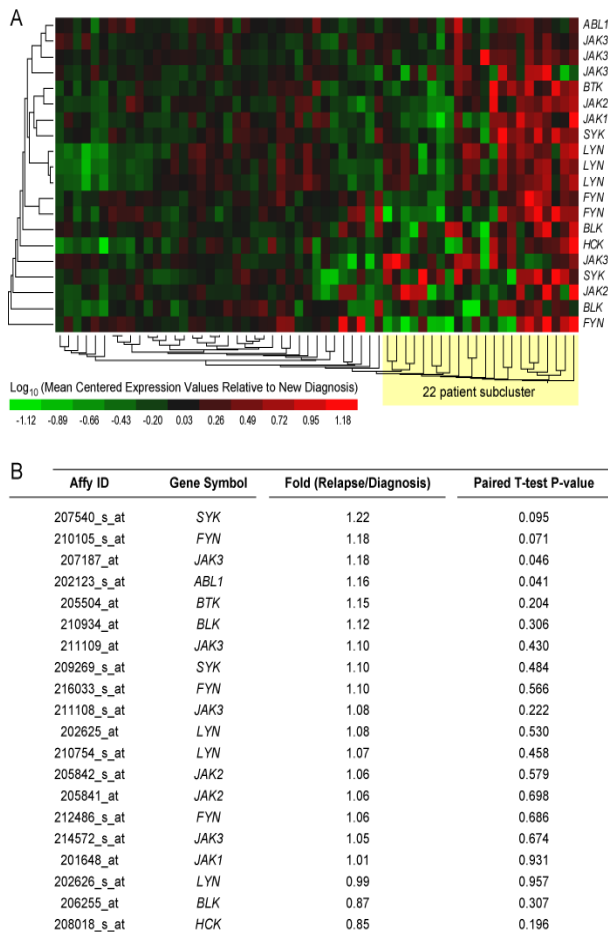 A
ABL1
JAK3
JAK3
JAK3
BTK
JAK2
JAK1
SYK
LYN
LYN
LYN
FYN
FYN
BLK
HCK
JAK3
SYK
JAK2
BLK
FYN
22 patient subcluster
Log10 (Mean Centered Expression Values Relative to New Diagnosis)
-1.12 -0.89 -0.66 -0.43 -0.20 0.03 0.26 0.49 0.72 0.95 1.18
B
Affy ID Gene Symbol Fold (Relapse/Diagnosis) Paired T-test P-value
207540_s_at SYK 1.22 0.095
210105_s_at FYN 1.18 0.071
207187_at JAK3 1.18 0.046
202123_s_at ABL1 1.16 0.041
205504_at BTK 1.15 0.204
210934_at BLK 1.12 0.306
211109_at JAK3 1.10 0.430
209269_s_at SYK 1.10 0.484
216033_s_at FYN 1.10 0.566
211108_s_at JAK3 1.08 0.222
202625_at LYN 1.08 0.530
210754_s_at LYN 1.07 0.458
205842_s_at JAK2 1.06 0.579
205841_at JAK2 1.06 0.698
212486_s_at FYN 1.06 0.686
214572_s_at JAK3 1.05 0.674
201648_at JAK1 1.01 0.931
202626_s_at LYN 0.99 0.957
206255_at BLK 0.87 0.307
208018_s_at HCK 0.85 0.196